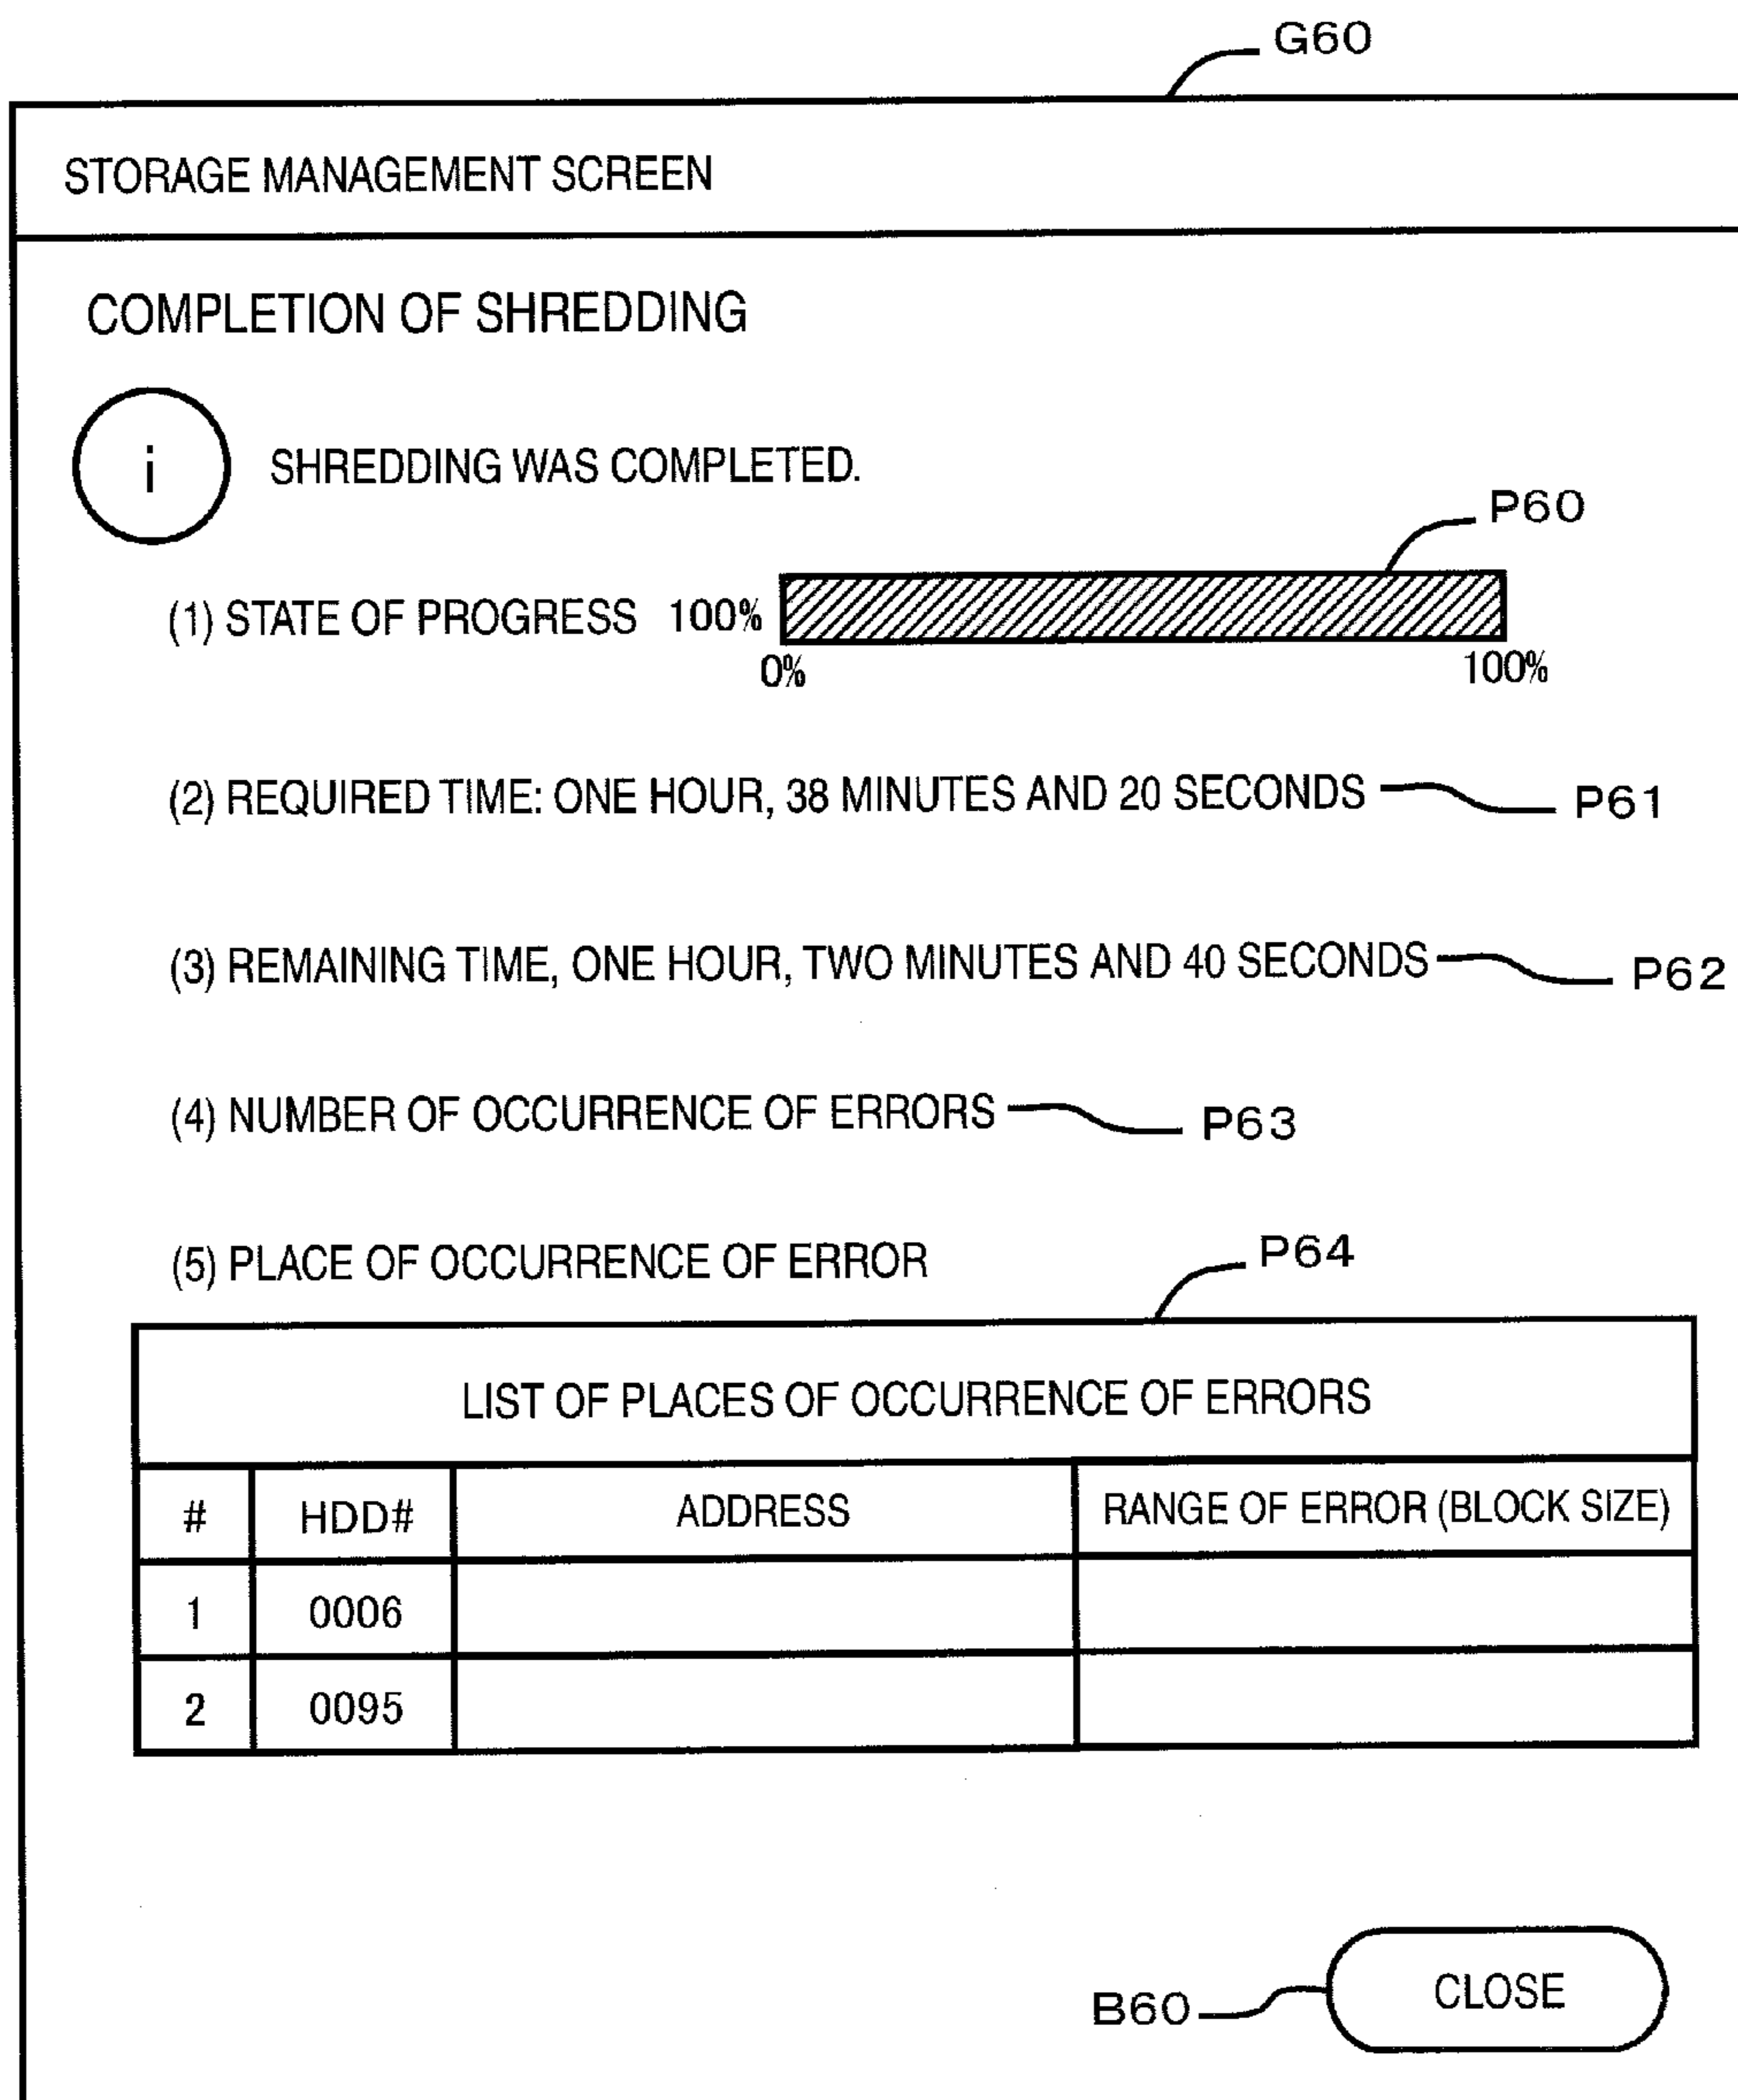 G60
STORAGE MANAGEMENT SCREEN
COMPLETION OF SHREDDING
i SHREDDING WAS COMPLETED.
P60
(1) STATE OF PROGRESS 100%
0% 100%
(2) REQUIRED TIME: ONE HOUR, 38 MINUTES AND 20 SECONDS P61
(3) REMAINING TIME, ONE HOUR, TWO MINUTES AND 40 SECONDS P62
(4) NUMBER OF OCCURRENCE OF ERRORS P63
(5) PLACE OF OCCURRENCE OF ERROR P64
LIST OF PLACES OF OCCURRENCE OF ERRORS
# HDD# ADDRESS RANGE OF ERROR (BLOCK SIZE)
1 0006
2 0095
B60 CLOSE